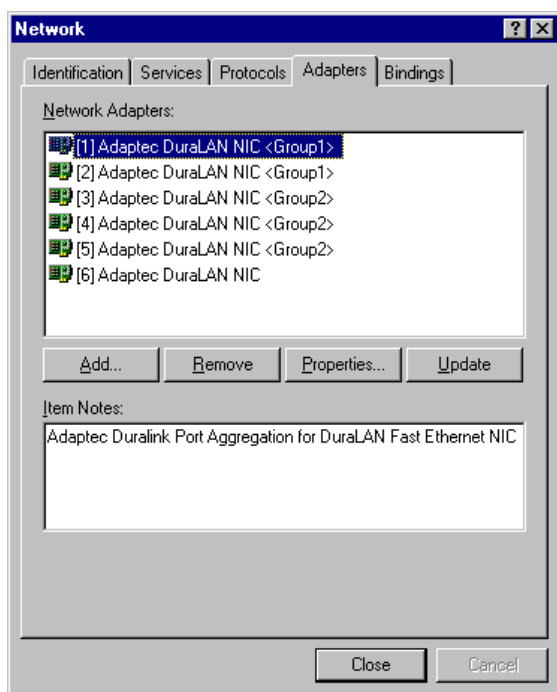 Network
Identification Services Protocols Adapters Bindings
Network Adapters:
[1] Adaptec DuraLAN NIC <Group1>
[2] Adaptec DuraLAN NIC <Group1>
[3] Adaptec DuraLAN NIC <Group2>
[4] Adaptec DuraLAN NIC <Group2>
[5] Adaptec DuraLAN NIC <Group2>
[6] Adaptec DuraLAN NIC
Add... Remove Properties... Update
Item Notes:
Adaptec Duralink Port Aggregation for DuraLAN Fast Ethernet NIC
Close Cancel